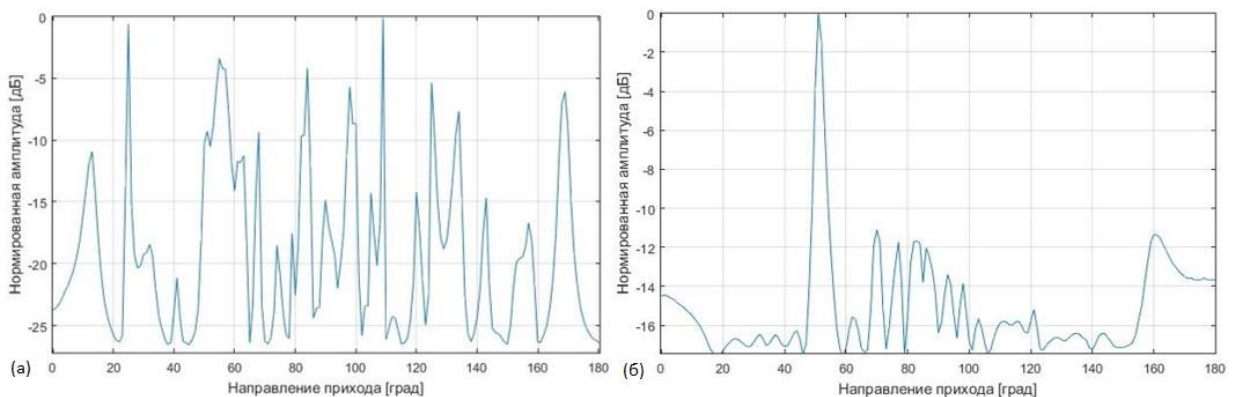 Нормированная амплитуда [дБ]
0
-5
-10
-15
-20
-25
0 20 40 60 80 100 120 140 160 180
Направление прихода [град]
(а)
Нормированная амплитуда [дБ]
0
-2
-4
-6
-8
-10
-12
-14
-16
0 20 40 60 80 100 120 140 160 180
Направление прихода [град]
(б)